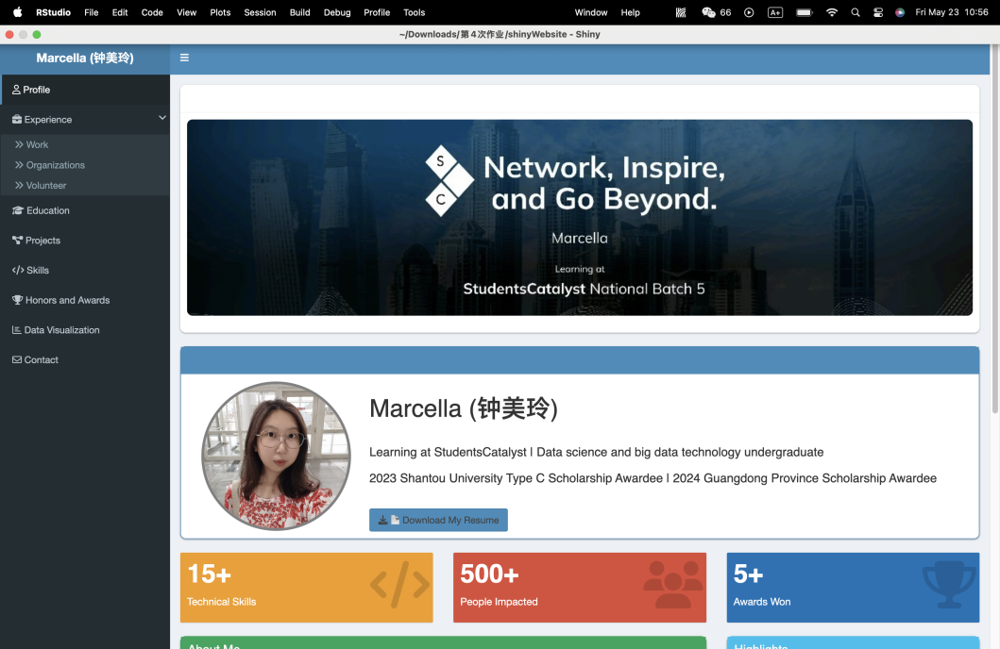 RStudio File Edit Code View Plots Session Build Debug Profile Tools Window Help 66 A+ Fri May 23 10:56
~/Downloads/第4次作业/shinyWebsite - Shiny
Marcella (钟美玲)
Profile
Experience
Work
Organizations
Volunteer
Education
Projects
Skills
Honors and Awards
Data Visualization
Contact
S
C
Network, Inspire,
and Go Beyond.
Marcella
Learning at
StudentsCatalyst National Batch 5
Marcella (钟美玲)
Learning at StudentsCatalyst | Data science and big data technology undergraduate
2023 Shantou University Type C Scholarship Awardee | 2024 Guangdong Province Scholarship Awardee
Download My Resume
15+
Technical Skills
500+
People Impacted
5+
Awards Won
About Me
Highlights